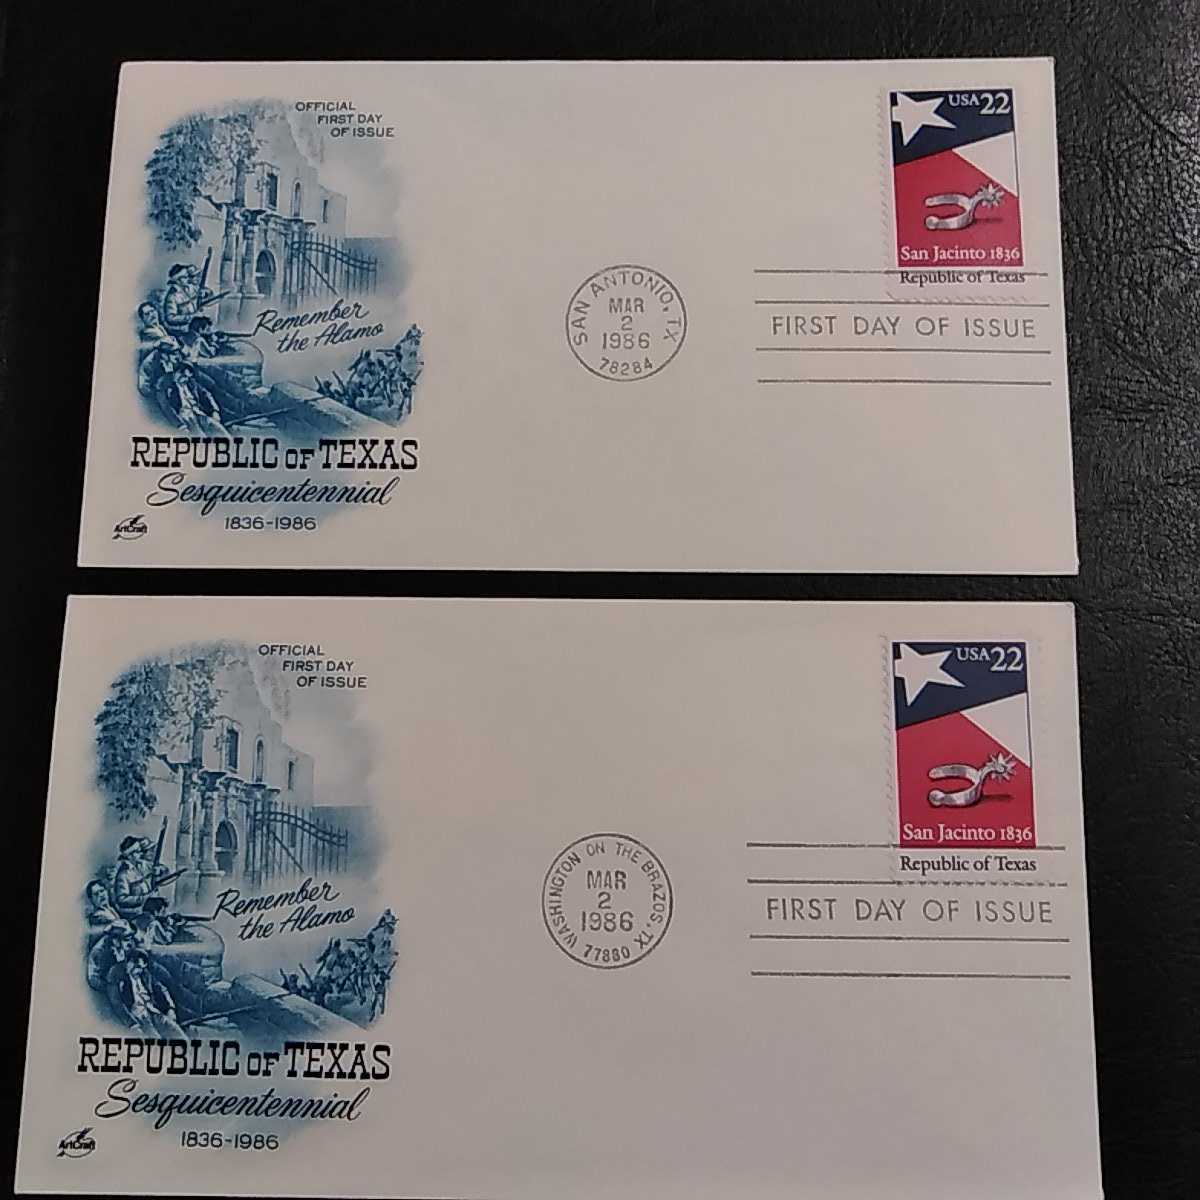 OFFICIAL
FIRST DAY
OF ISSUE
Remember
the Alamo
REPUBLIC OF TEXAS
Sesquicentennial
1836-1986
ArtCraft
SAN ANTONIO, TX
MAR
2
1986
78284
USA 22
San Jacinto 1836
Republic of Texas
FIRST DAY OF ISSUE
OFFICIAL
FIRST DAY
OF ISSUE
Remember
the Alamo
REPUBLIC OF TEXAS
Sesquicentennial
1836-1986
ArtCraft
WASHINGTON ON THE BRAZOS, TX
MAR
2
1986
77880
USA 22
San Jacinto 1836
Republic of Texas
FIRST DAY OF ISSUE